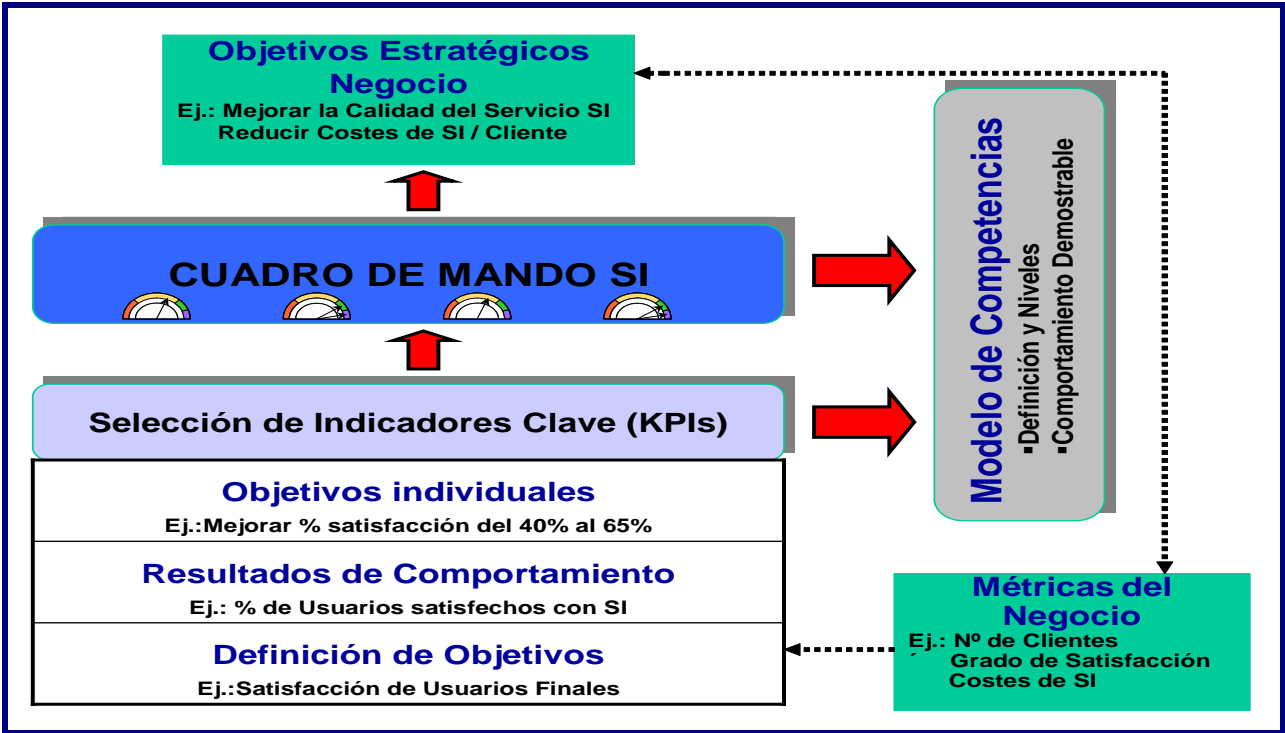 Objetivos Estratégicos
Negocio
Ej.: Mejorar la Calidad del Servicio SI
Reducir Costes de SI / Cliente
CUADRO DE MANDO SI
Selección de Indicadores Clave (KPIs)
Objetivos individuales
Ej.:Mejorar % satisfacción del 40% al 65%
Resultados de Comportamiento
Ej.: % de Usuarios satisfechos con SI
Definición de Objetivos
Ej.:Satisfacción de Usuarios Finales
Modelo de Competencias
▪Definición y Niveles
▪Comportamiento Demostrable
Métricas del
Negocio
Ej.: Nº de Clientes
´ Grado de Satisfacción
Costes de SI